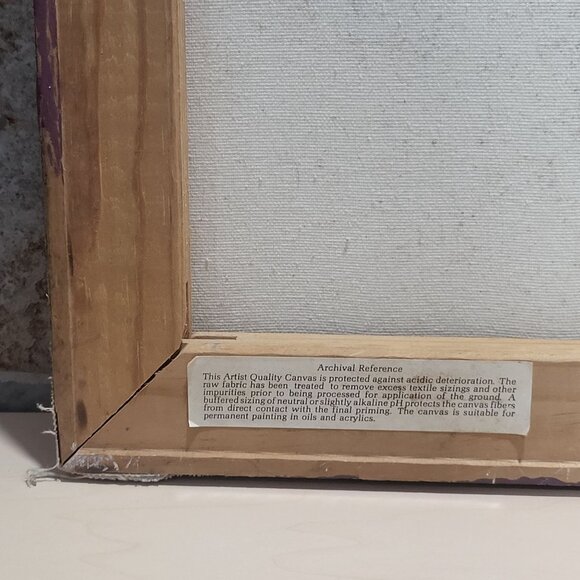 Archival Reference
This Artist Quality Canvas is protected against acidic deterioration. The
raw fabric has been treated to remove excess textile sizings and other
impurities prior to being processed for application of the ground. A
buffered sizing of neutral or slightly alkaline pH protects the canvas fibers
from direct contact with the final priming. The canvas is suitable for
permanent painting in oils and acrylics.